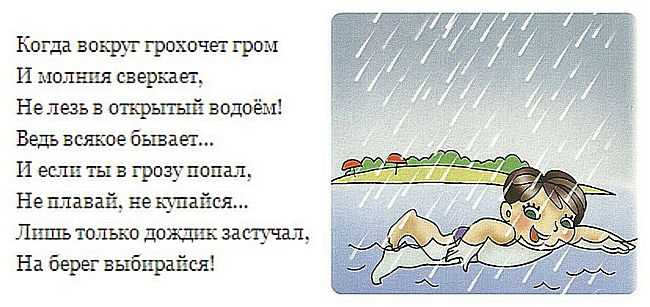 Когда вокруг грохочет гром
И молния сверкает,
Не лезь в открытый водоём!
Ведь всякое бывает...
И если ты в грозу попал,
Не плавай, не купайся...
Лишь только дождик застучал,
На берег выбирайся!